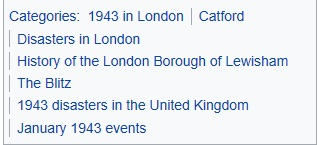 Categories: 1943 in London | Catford
| Disasters in London
| History of the London Borough of Lewisham
| The Blitz
| 1943 disasters in the United Kingdom
| January 1943 events